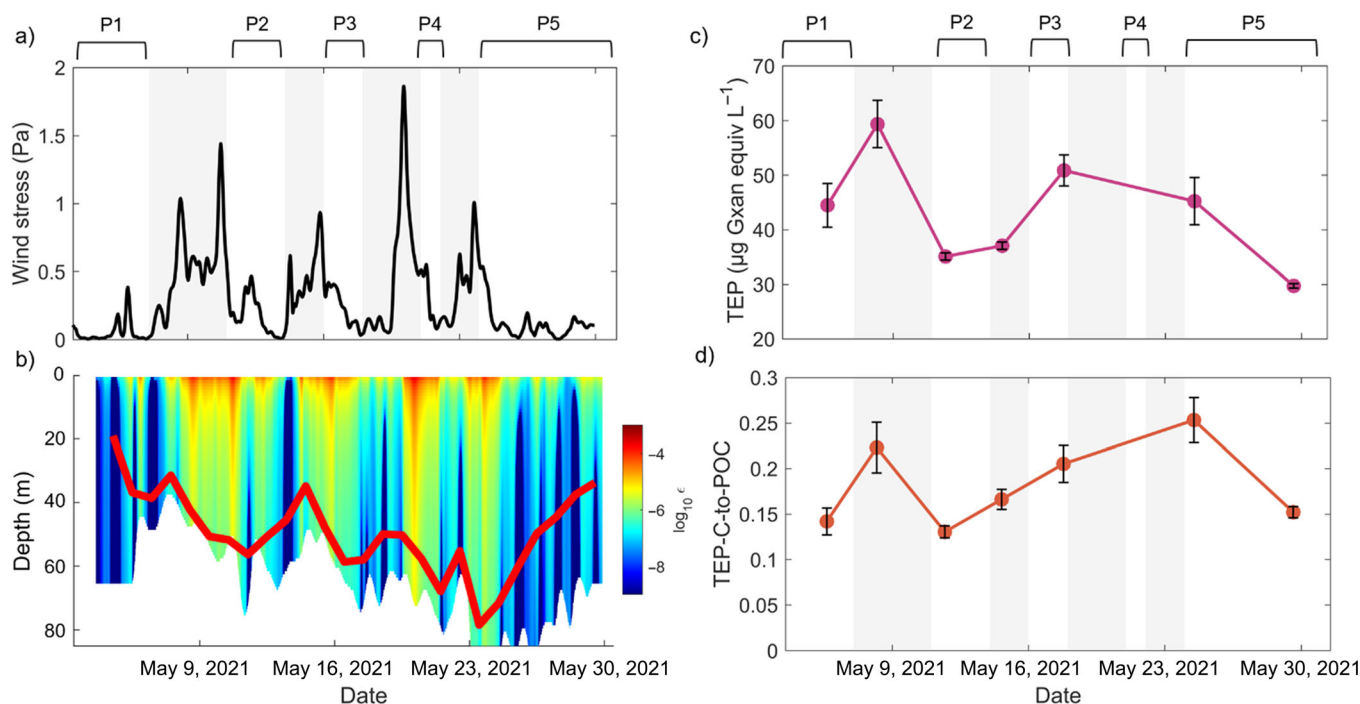 a)
P1
P2
P3
P4
P5
2
1.5
1
0.5
0
Wind stress (Pa)
b)
0
20
40
60
80
Depth (m)
−4
−6
−8
log₁₀ ϵ
May 9, 2021
May 16, 2021
May 23, 2021
May 30, 2021
Date
c)
P1
P2
P3
P4
P5
70
60
50
40
30
20
TEP (µg Gxan equiv L⁻¹)
d)
0.3
0.25
0.20
0.15
0.10
0.05
0
TEP-C-to-POC
May 9, 2021
May 16, 2021
May 23, 2021
May 30, 2021
Date